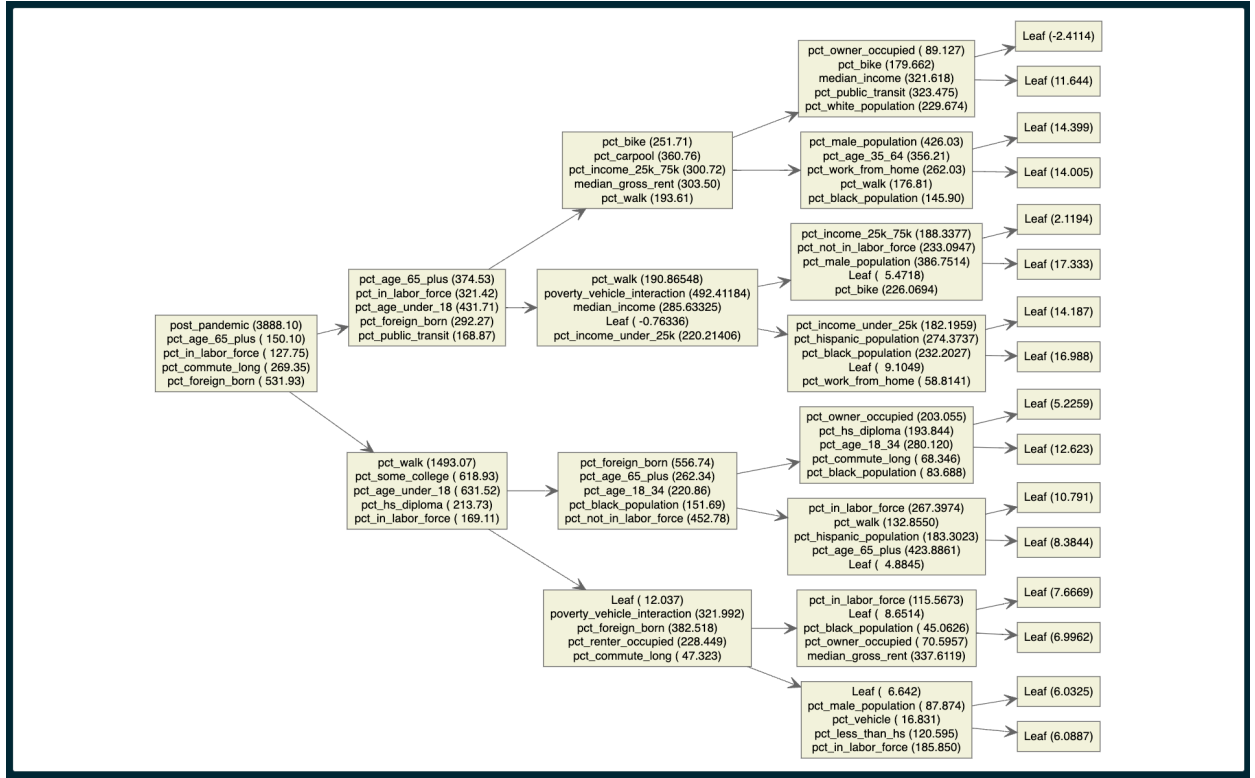 post_pandemic (3888.10)
pct_age_65_plus ( 150.10)
pct_in_labor_force ( 127.75)
pct_commute_long ( 269.35)
pct_foreign_born ( 531.93)
pct_age_65_plus (374.53)
pct_in_labor_force (321.42)
pct_age_under_18 (431.71)
pct_foreign_born (292.27)
pct_public_transit (168.87)
pct_walk (1493.07)
pct_some_college ( 618.93)
pct_age_under_18 ( 631.52)
pct_hs_diploma ( 213.73)
pct_in_labor_force ( 169.11)
pct_bike (251.71)
pct_carpool (360.76)
pct_income_25k_75k (300.72)
median_gross_rent (303.50)
pct_walk (193.61)
pct_walk (190.86548)
poverty_vehicle_interaction (492.41184)
median_income (285.63325)
Leaf ( -0.76336)
pct_income_under_25k (220.21406)
pct_foreign_born (556.74)
pct_age_65_plus (262.34)
pct_age_18_34 (220.86)
pct_black_population (151.69)
pct_not_in_labor_force (452.78)
Leaf ( 12.037)
poverty_vehicle_interaction (321.992)
pct_foreign_born (382.518)
pct_renter_occupied (228.449)
pct_commute_long ( 47.323)
pct_owner_occupied ( 89.127)
pct_bike (179.662)
median_income (321.618)
pct_public_transit (323.475)
pct_white_population (229.674)
pct_male_population (426.03)
pct_age_35_64 (356.21)
pct_work_from_home (262.03)
pct_walk (176.81)
pct_black_population (145.90)
pct_income_25k_75k (188.3377)
pct_not_in_labor_force (233.0947)
pct_male_population (386.7514)
Leaf ( 5.4718)
pct_bike (226.0694)
pct_income_under_25k (182.1959)
pct_hispanic_population (274.3737)
pct_black_population (232.2027)
Leaf ( 9.1049)
pct_work_from_home ( 58.8141)
pct_owner_occupied (203.055)
pct_hs_diploma (193.844)
pct_age_18_34 (280.120)
pct_commute_long ( 68.346)
pct_black_population ( 83.688)
pct_in_labor_force (267.3974)
pct_walk (132.8550)
pct_hispanic_population (183.3023)
pct_age_65_plus (423.8861)
Leaf ( 4.8845)
pct_in_labor_force (115.5673)
Leaf ( 8.6514)
pct_black_population ( 45.0626)
pct_owner_occupied ( 70.5957)
median_gross_rent (337.6119)
Leaf ( 6.642)
pct_male_population ( 87.874)
pct_vehicle ( 16.831)
pct_less_than_hs (120.595)
pct_in_labor_force (185.850)
Leaf (-2.4114)
Leaf (11.644)
Leaf (14.399)
Leaf (14.005)
Leaf (2.1194)
Leaf (17.333)
Leaf (14.187)
Leaf (16.988)
Leaf (5.2259)
Leaf (12.623)
Leaf (10.791)
Leaf (8.3844)
Leaf (7.6669)
Leaf (6.9962)
Leaf (6.0325)
Leaf (6.0887)